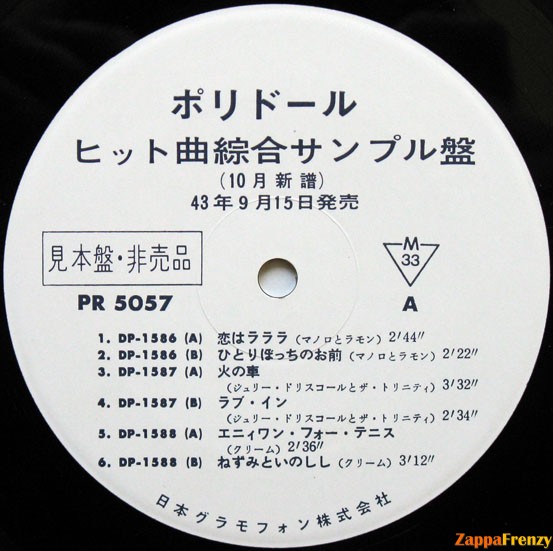 ポリドール
ヒット曲綜合サンプル盤
(10月新譜)
43年9月15日発売
見本盤・非売品
M
33
PR 5057
A
1. DP-1586 (A) 恋はラララ (マノロとラモン) 2′44″
2. DP-1586 (B) ひとりぼっちのお前 (マノロとラモン) 2′22″
3. DP-1587 (A) 火の車
(ジュリー・ドリスコールとザ・トリニティ) 3′32″
4. DP-1587 (B) ラブ・イン
(ジュリー・ドリスコールとザ・トリニティ) 2′34″
5. DP-1588 (A) エニィワン・フォー・テニス
(クリーム) 2′36″
6. DP-1588 (B) ねずみといのしし (クリーム) 3′12″
日本グラモフォン株式会社
ZappaFrenzy